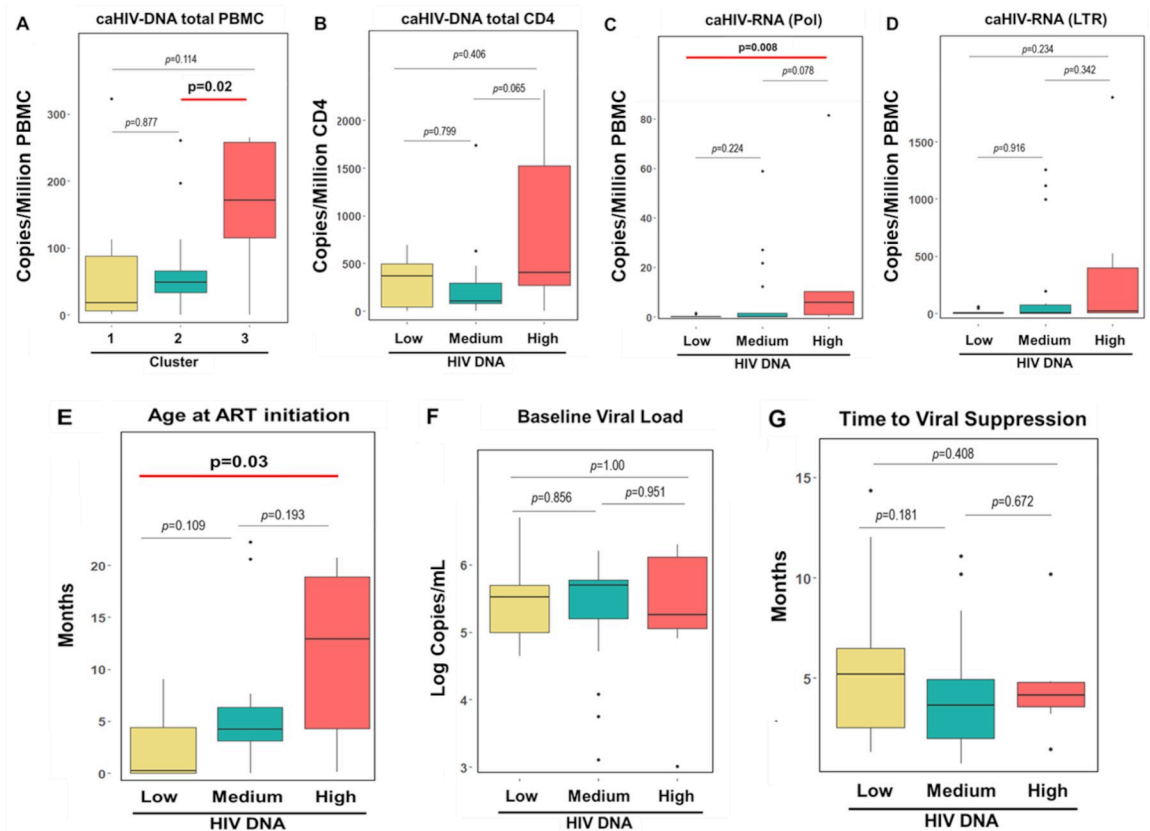 A
caHIV-DNA total PBMC
Copies/Million PBMC
300
200
100
0
p=0.114
p=0.02
p=0.877
1 2 3
Cluster
B
caHIV-DNA total CD4
Copies/Million CD4
2000
1500
1000
500
0
p=0.406
p=0.065
p=0.799
Low Medium High
HIV DNA
C
caHIV-RNA (Pol)
Copies/Million PBMC
80
60
40
20
0
p=0.008
p=0.078
p=0.224
Low Medium High
HIV DNA
D
caHIV-RNA (LTR)
Copies/Million PBMC
1500
1000
500
0
p=0.234
p=0.342
p=0.916
Low Medium High
HIV DNA
E
Age at ART initiation
Months
20
15
10
5
0
p=0.03
p=0.109
p=0.193
Low Medium High
HIV DNA
F
Baseline Viral Load
Log Copies/mL
6
5
4
3
p=1.00
p=0.856
p=0.951
Low Medium High
HIV DNA
G
Time to Viral Suppression
Months
15
10
5
p=0.408
p=0.181
p=0.672
Low Medium High
HIV DNA